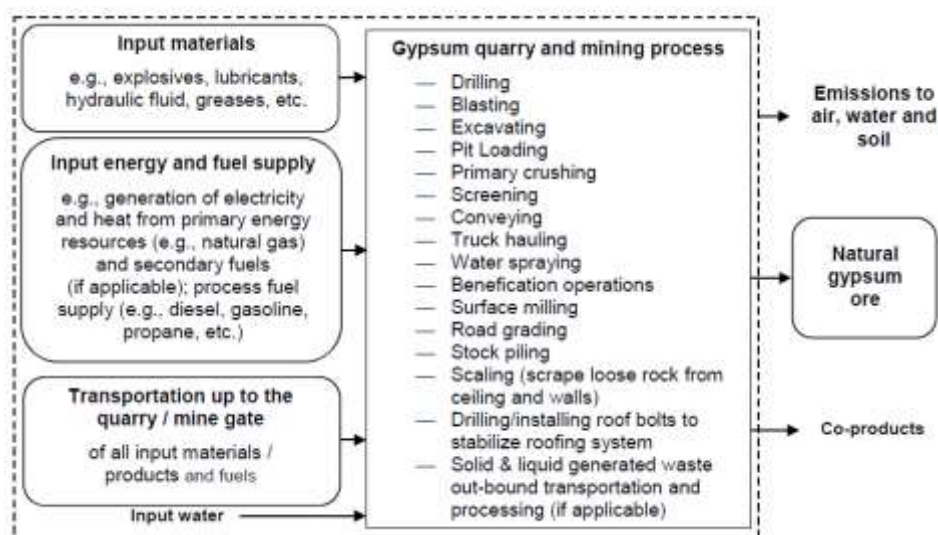 Input materials
e.g., explosives, lubricants,
hydraulic fluid, greases, etc.
Input energy and fuel supply
e.g., generation of electricity
and heat from primary energy
resources (e.g., natural gas)
and secondary fuels
(if applicable); process fuel
supply (e.g., diesel, gasoline,
propane, etc.)
Transportation up to the
quarry / mine gate
of all input materials /
products and fuels
Input water
Gypsum quarry and mining process
— Drilling
— Blasting
— Excavating
— Pit Loading
— Primary crushing
— Screening
— Conveying
— Truck hauling
— Water spraying
— Benefication operations
— Surface milling
— Road grading
— Stock piling
— Scaling (scrape loose rock from
ceiling and walls)
— Drilling/installing roof bolts to
stabilize roofing system
— Solid & liquid generated waste
out-bound transportation and
processing (if applicable)
Emissions to
air, water and
soil
Natural
gypsum
ore
Co-products